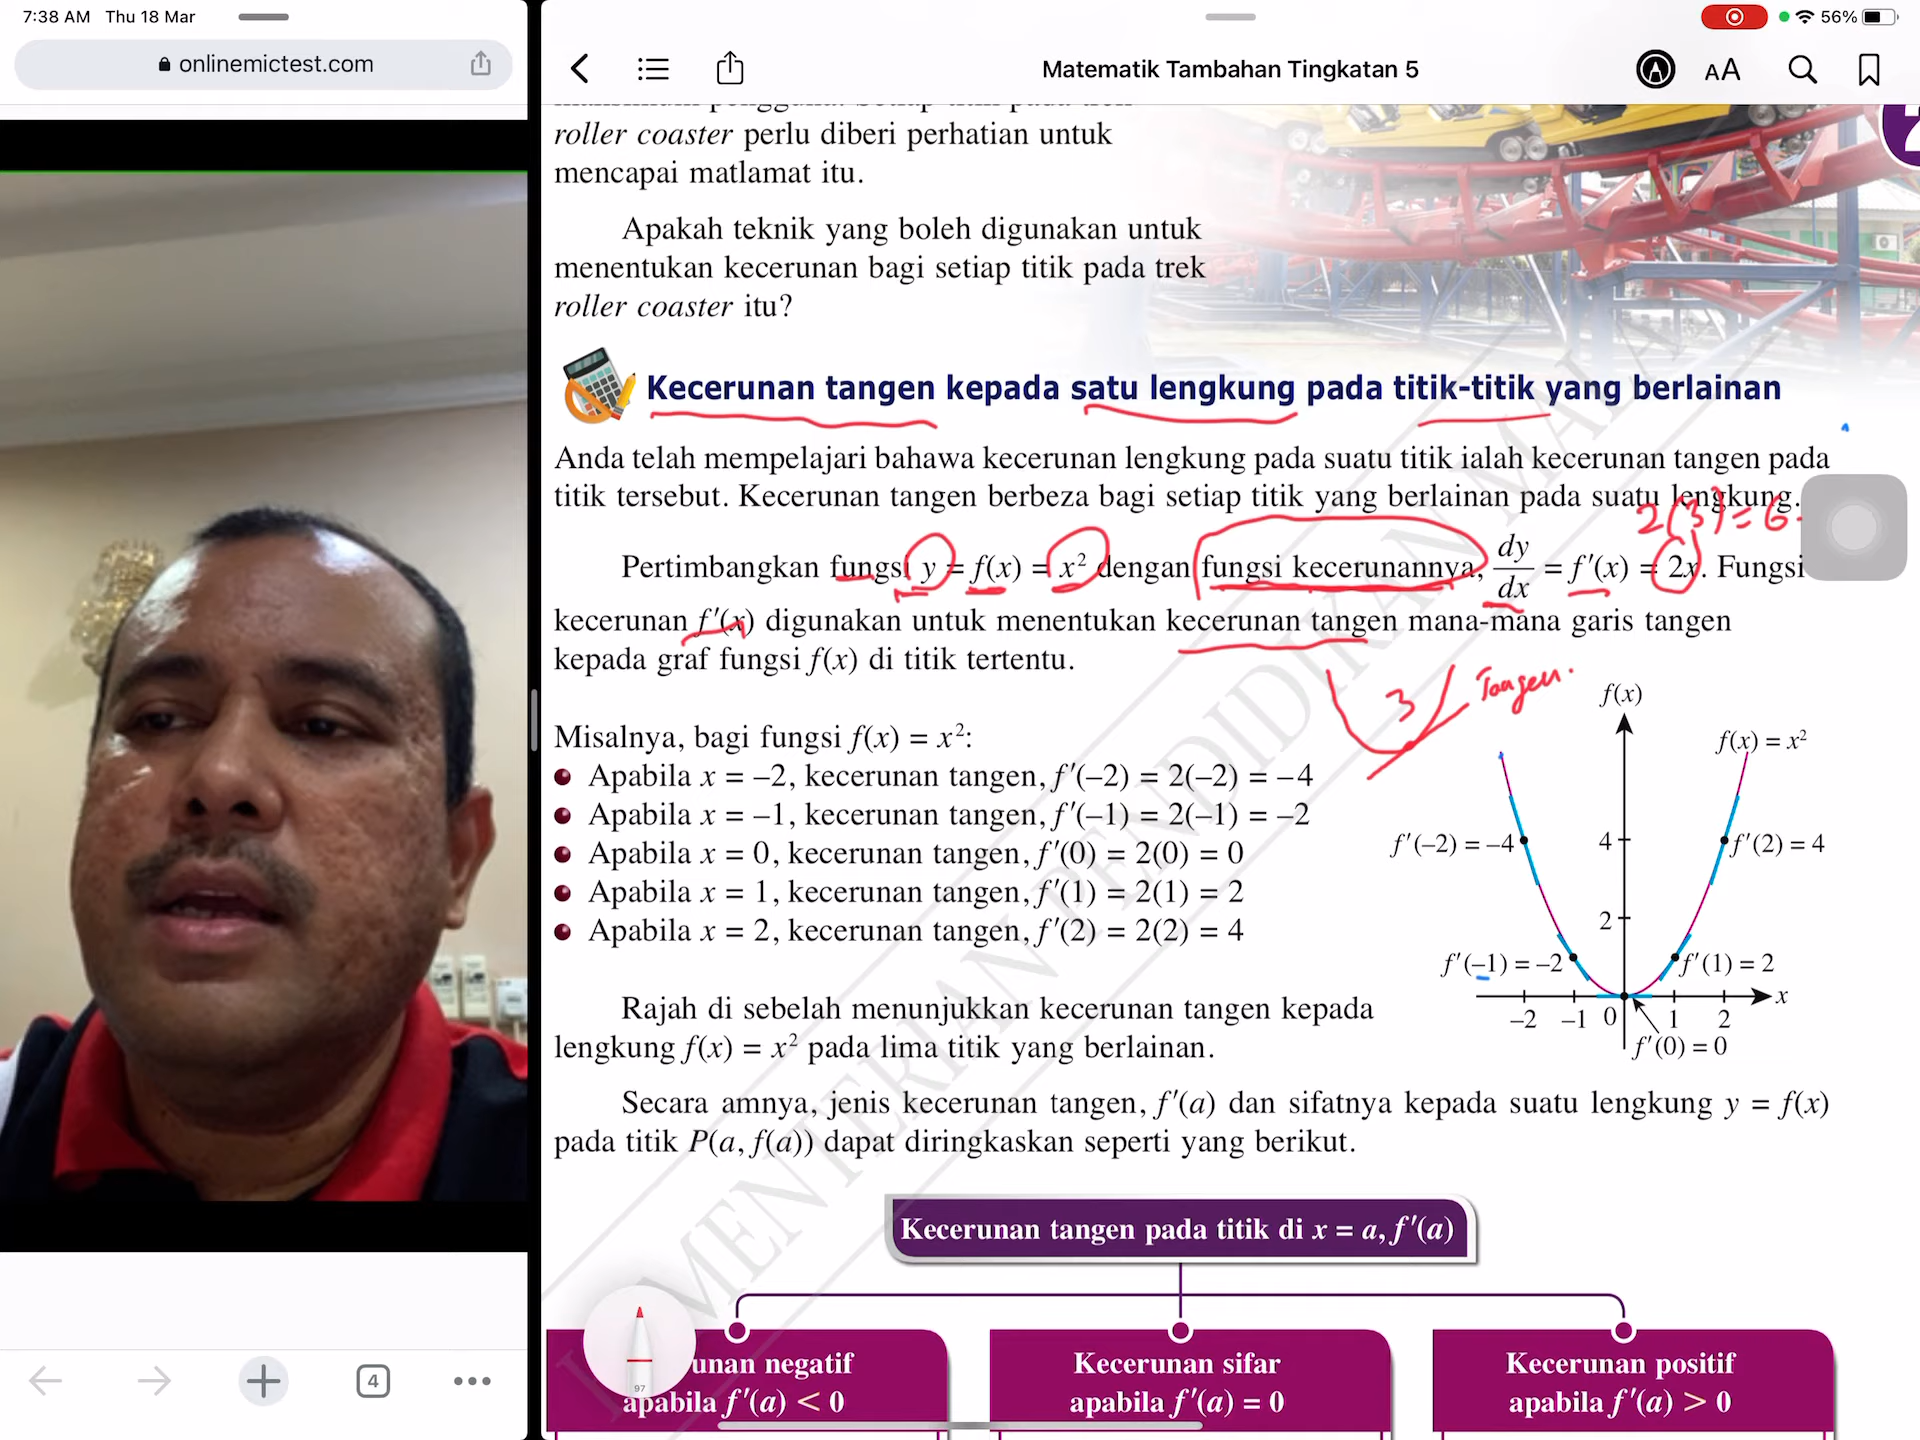 7:38 AM Thu 18 Mar
56%
onlinemictest.com
Matematik Tambahan Tingkatan 5
AA
roller coaster perlu diberi perhatian untuk
mencapai matlamat itu.
Apakah teknik yang boleh digunakan untuk
menentukan kecerunan bagi setiap titik pada trek
roller coaster itu?
Kecerunan tangen kepada satu lengkung pada titik-titik yang berlainan
Anda telah mempelajari bahawa kecerunan lengkung pada suatu titik ialah kecerunan tangen pada
titik tersebut. Kecerunan tangen berbeza bagi setiap titik yang berlainan pada suatu lengkung.
2(3) = 6.
Pertimbangkan fungsi y = f(x) = x² dengan fungsi kecerunannya, dy/dx = f′(x) = 2x. Fungsi
kecerunan f′(x) digunakan untuk menentukan kecerunan tangen mana-mana garis tangen
kepada graf fungsi f(x) di titik tertentu.
3
Tangen.
Misalnya, bagi fungsi f(x) = x²:
• Apabila x = –2, kecerunan tangen, f′(–2) = 2(–2) = –4
• Apabila x = –1, kecerunan tangen, f′(–1) = 2(–1) = –2
• Apabila x = 0, kecerunan tangen, f′(0) = 2(0) = 0
• Apabila x = 1, kecerunan tangen, f′(1) = 2(1) = 2
• Apabila x = 2, kecerunan tangen, f′(2) = 2(2) = 4
f(x)
f(x) = x²
f′(–2) = –4
4
f′(2) = 4
2
f′(–1) = –2
f′(1) = 2
x
–2 –1 0 1 2
f′(0) = 0
Rajah di sebelah menunjukkan kecerunan tangen kepada
lengkung f(x) = x² pada lima titik yang berlainan.
Secara amnya, jenis kecerunan tangen, f′(a) dan sifatnya kepada suatu lengkung y = f(x)
pada titik P(a, f(a)) dapat diringkaskan seperti yang berikut.
Kecerunan tangen pada titik di x = a, f′(a)
unan negatif
apabila f′(a) < 0
Kecerunan sifar
apabila f′(a) = 0
Kecerunan positif
apabila f′(a) > 0
97
4